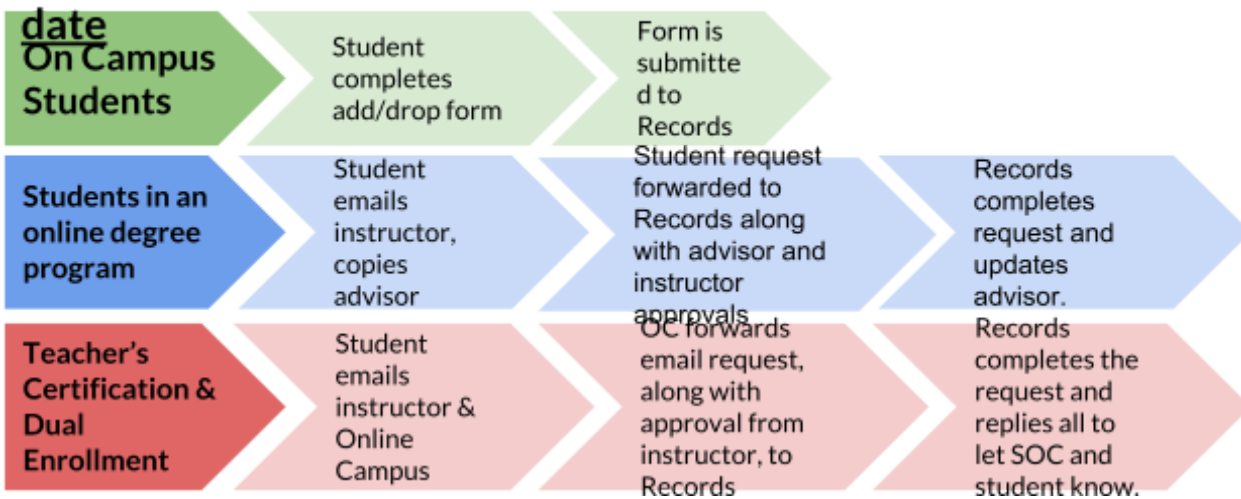 date
On Campus
Students
Student
completes
add/drop form
Form is
submitte
d to
Records
Students in an
online degree
program
Student
emails
instructor,
copies
advisor
Student request
forwarded to
Records along
with advisor and
instructor
approvals
Records
completes
request and
updates
advisor.
Teacher’s
Certification &
Dual
Enrollment
Student
emails
instructor &
Online
Campus
OC forwards
email request,
along with
approval from
instructor, to
Records
Records
completes the
request and
replies all to
let SOC and
student know.